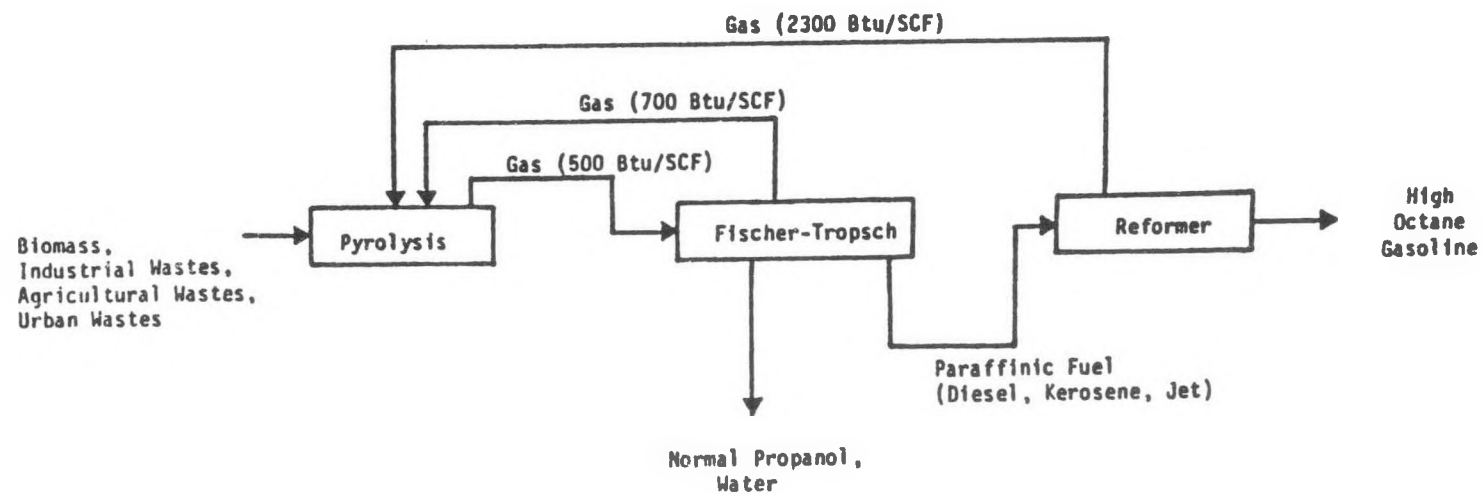 Gas (2300 Btu/SCF)
Gas (700 Btu/SCF)
Gas (500 Btu/SCF)
Biomass,
Industrial Wastes,
Agricultural Wastes,
Urban Wastes
Pyrolysis
Fischer-Tropsch
Reformer
High
Octane
Gasoline
Paraffinic Fuel
(Diesel, Kerosene, Jet)
Normal Propanol,
Water